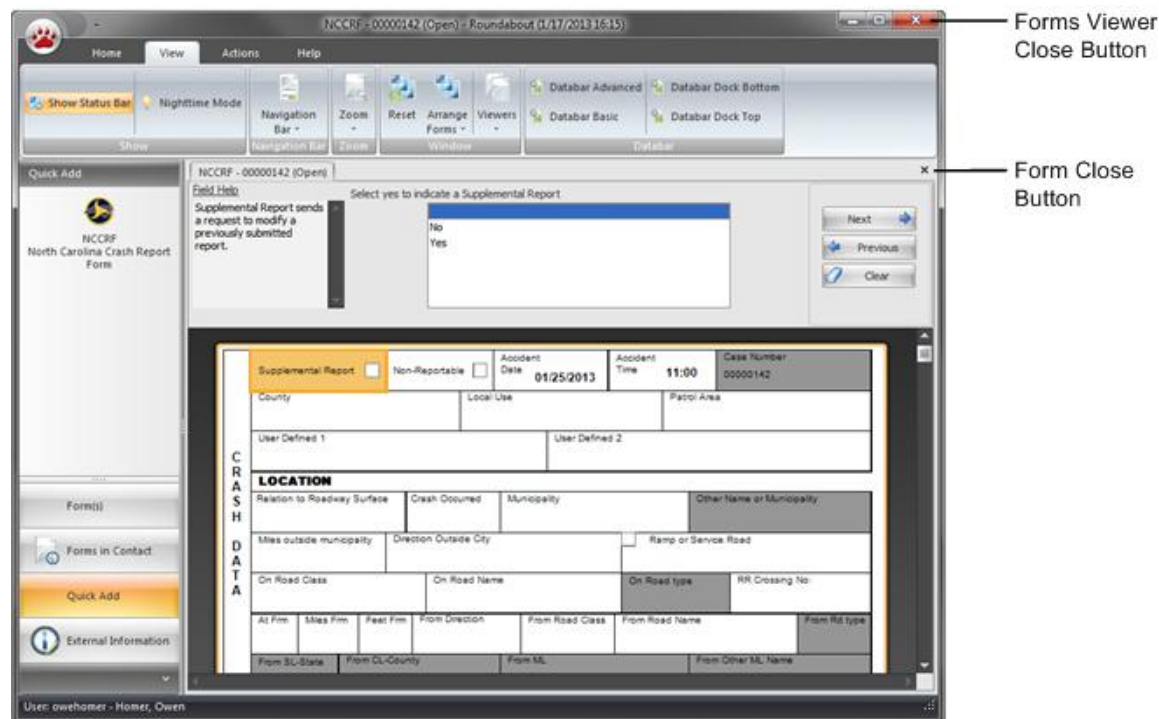 NCCRF - 00000142 (Open) - Roundabout (1/17/2013 16:15)
Forms Viewer
Close Button
Home View Actions Help
Show Status Bar
Nighttime Mode
Navigation
Bar
Zoom
Reset
Arrange
Forms
Viewers
Databar Advanced
Databar Dock Bottom
Databar Basic
Databar Dock Top
Show
Navigation Bar
Zoom
Window
Databar
Quick Add
NCCRF - 00000142 (Open)
Form Close
Button
NCCRF
North Carolina Crash Report
Form
Field Help
Supplemental Report sends
a request to modify a
previously submitted
report.
Select yes to indicate a Supplemental Report
No
Yes
Next
Previous
Clear
Supplemental Report
Non-Reportable
Accident
Date 01/25/2013
Accident
Time 11:00
Case Number
00000142
County
Local Use
Patrol Area
User Defined 1
User Defined 2
CRASH DATA
LOCATION
Relation to Roadway Surface
Crash Occurred
Municipality
Other Name or Municipality
Miles outside municipality
Direction Outside City
Ramp or Service Road
On Road Class
On Road Name
On Road type
RR Crossing No
At Frm
Miles Frm
Feet Frm
From Direction
From Road Class
From Road Name
From Rd type
From SL-State
From CL-County
From ML
From Other ML Name
Form(s)
Forms in Contact
Quick Add
External Information
User: owehomer - Homer, Owen